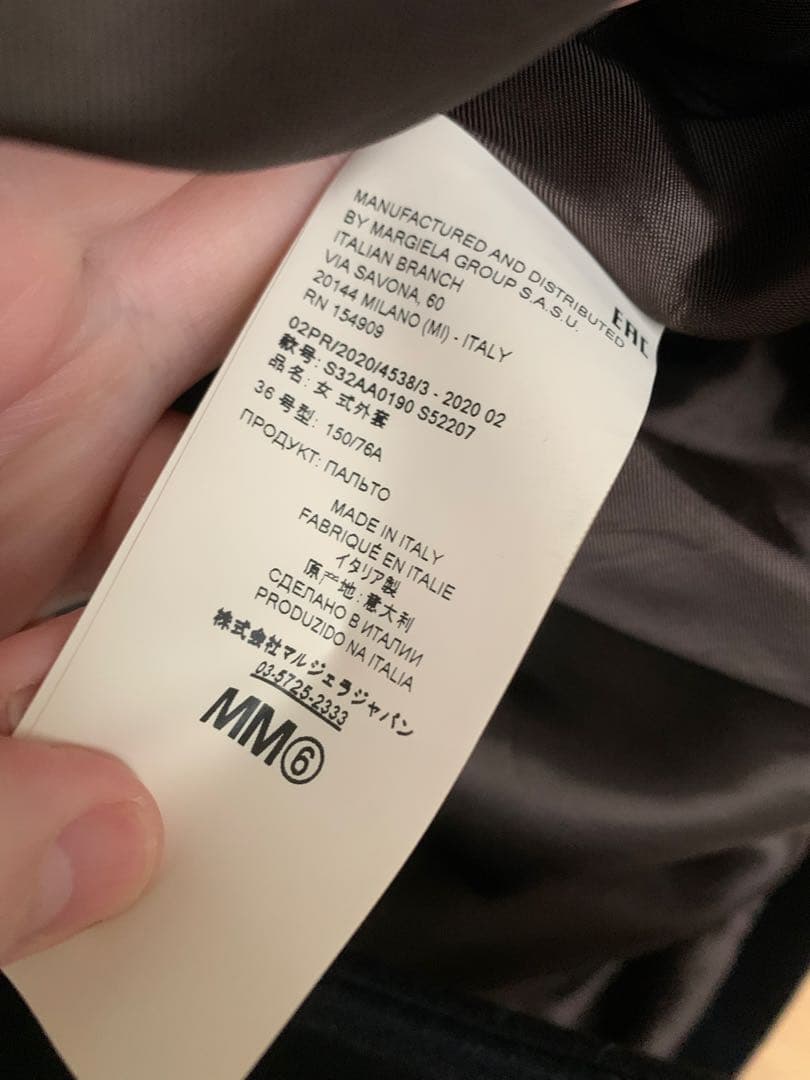 MANUFACTURED AND DISTRIBUTED
BY MARGIELA GROUP S.A.S.U.
ITALIAN BRANCH
VIA SAVONA, 60
20144 MILANO (MI) - ITALY
RN 154909
EAC
02PR/2020/4538/3 - 2020 02
款号: S32AA0190 S52207
品名: 女式外套
36 号型: 150/76A
ПРОДУКТ: ПАЛЬТО
MADE IN ITALY
FABRIQUÉ EN ITALIE
イタリア製
原产地: 意大利
СДЕЛАНО В ИТАЛИИ
PRODUZIDO NA ITALIA
株式会社マルジェラジャパン
03-5725-2333
MM⑥